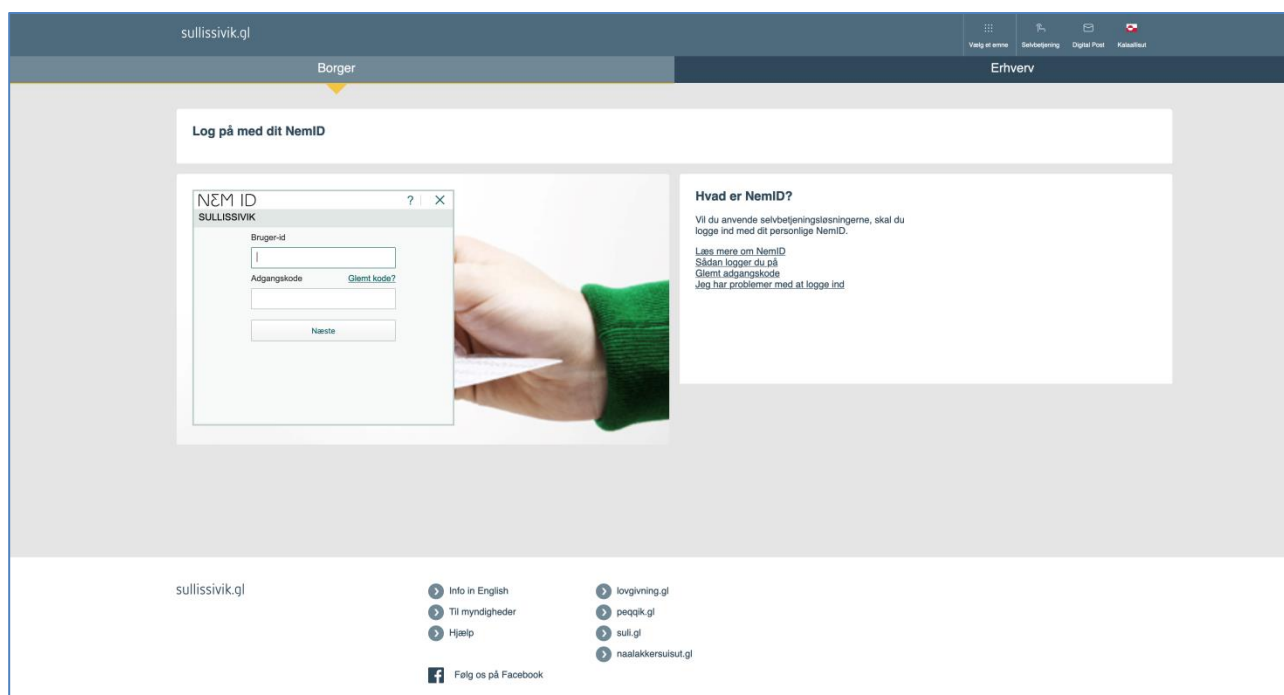 sullissivik.gl
Vælg et emne
Selvbetjening
Digital Post
Kalaallisut
Borger
Erhverv
Log på med dit NemID
NEM ID
?
SULLISSIVIK
Bruger-id
Adgangskode Glemt kode?
Næste
Hvad er NemID?
Vil du anvende selvbetjeningsløsningerne, skal du
logge ind med dit personlige NemID.
Læs mere om NemID
Sådan logger du på
Glemt adgangskode
Jeg har problemer med at logge ind
sullissivik.gl
Info in English
Til myndigheder
Hjælp
Følg os på Facebook
lovgivning.gl
peqqik.gl
suli.gl
naalakkersuisut.gl